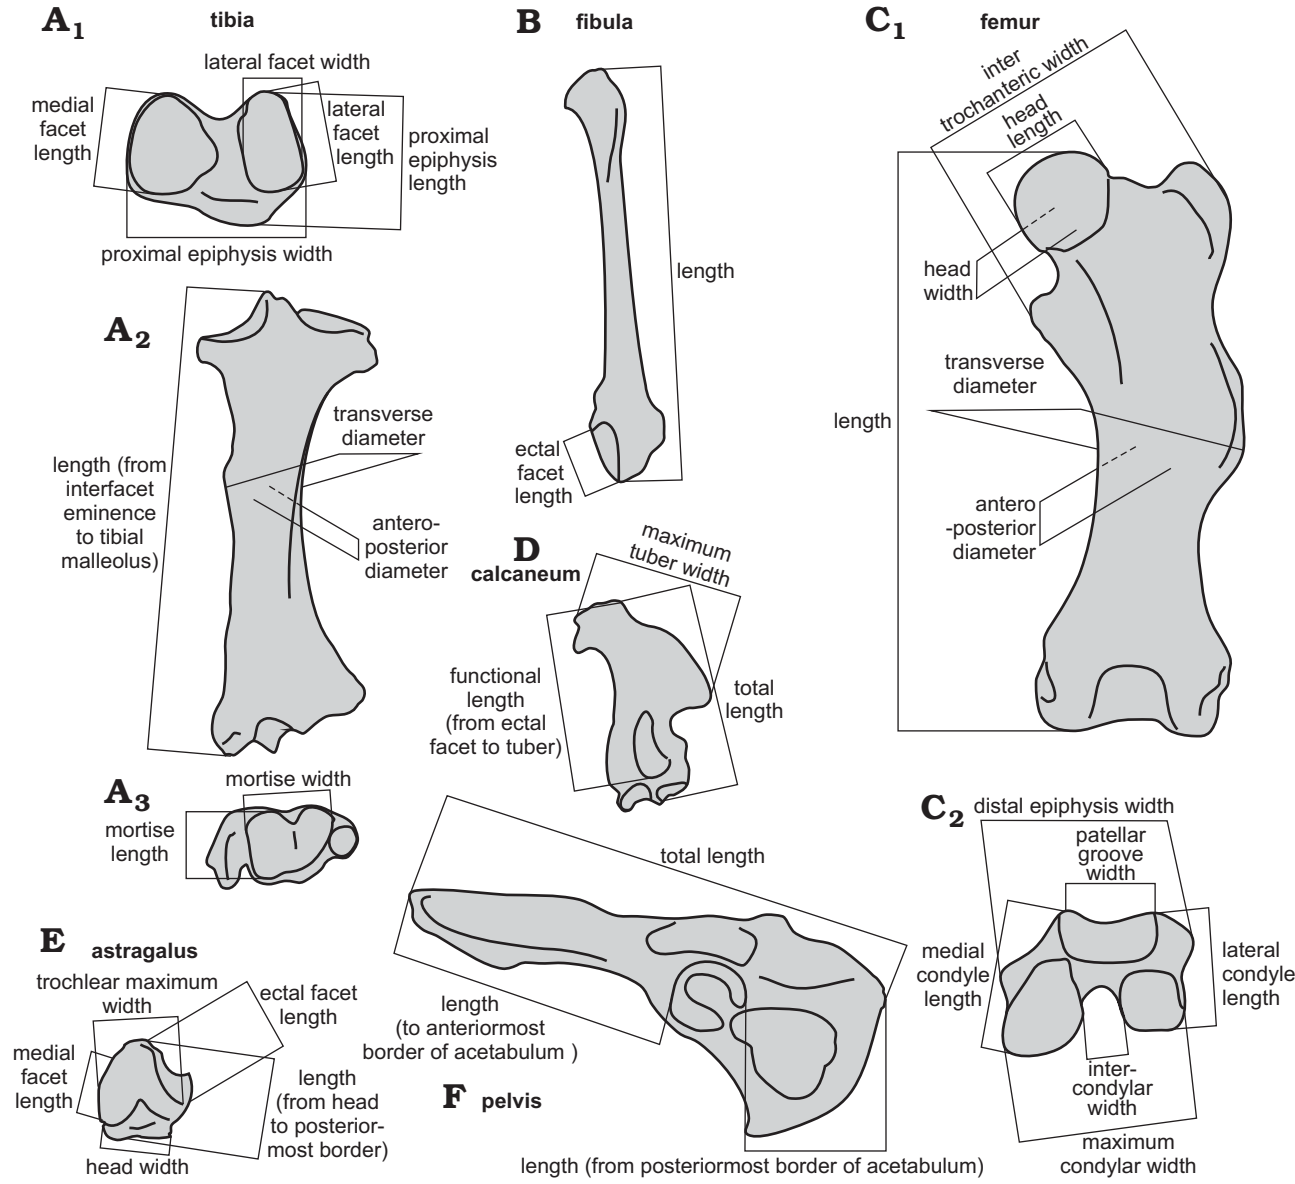 A1 tibia
lateral facet width
medial
facet
length
lateral
facet
length
proximal
epiphysis
length
proximal epiphysis width
A2
transverse
diameter
length (from
interfacet
eminence
to tibial
malleolus)
antero-
posterior
diameter
A3
mortise width
mortise
length
B fibula
length
ectal
facet
length
C1 femur
inter
trochanteric width
head
length
head
width
transverse
diameter
length
antero
-posterior
diameter
C2
distal epiphysis width
patellar
groove
width
medial
condyle
length
lateral
condyle
length
inter-
condylar
width
maximum
condylar width
D
calcaneum
maximum
tuber width
functional
length
(from ectal
facet to tuber)
total
length
E astragalus
trochlear maximum
width
ectal facet
length
medial
facet
length
length
(from head
to posterior-
most border)
head width
total length
length
(to anteriormost
border of acetabulum )
F pelvis
length (from posteriormost border of acetabulum)